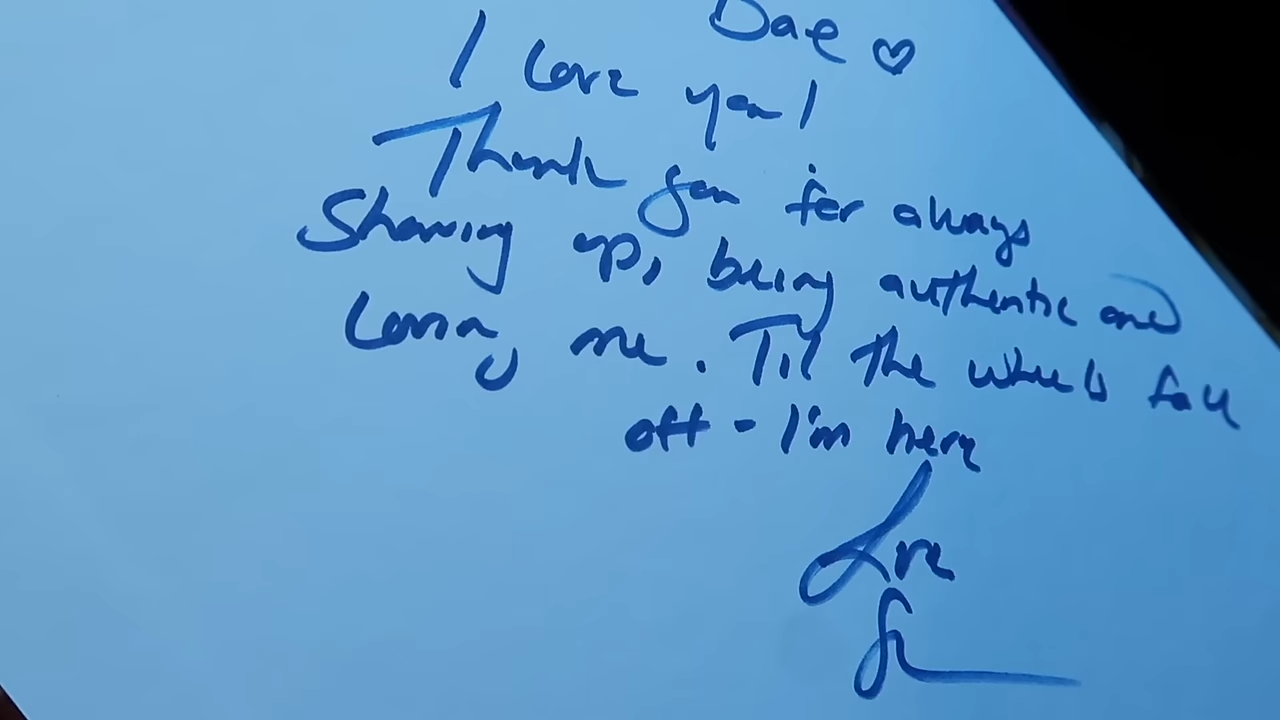 Dae ♡
I Love you!
Thank you for always
Showing up, being authentic and
Loving me. Til the wheels fall
off - I'm here
Love